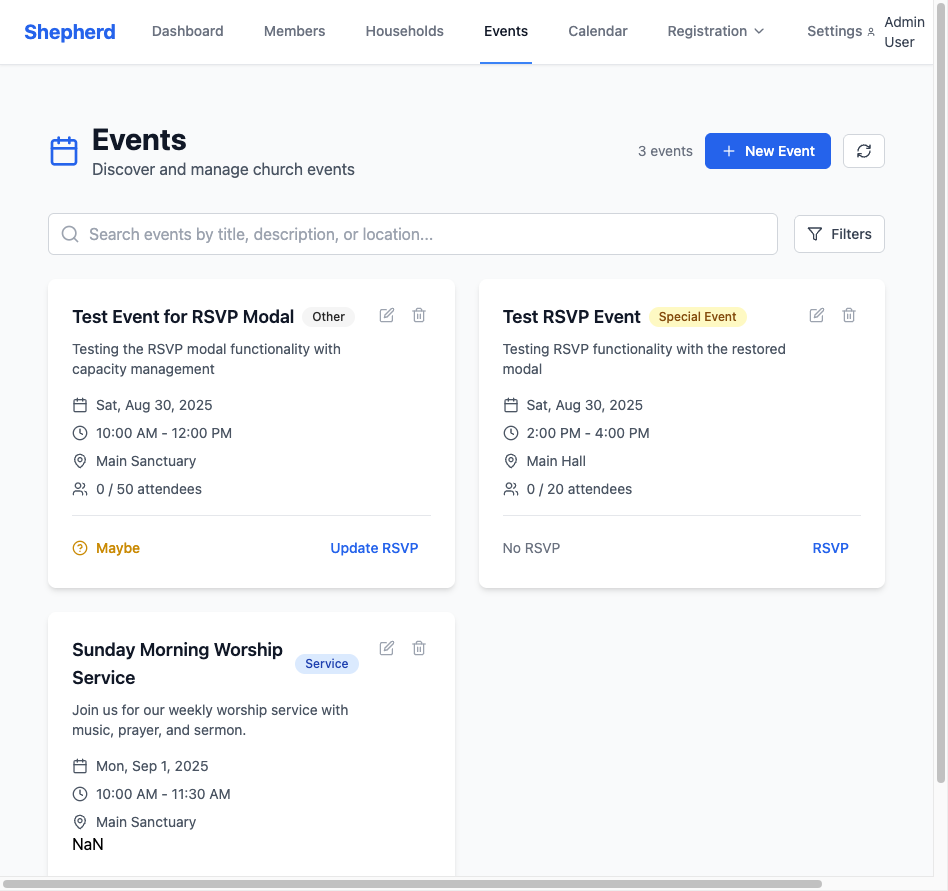 Shepherd
Dashboard
Members
Households
Events
Calendar
Registration
Settings
Admin
User
Events
Discover and manage church events
3 events
New Event
Search events by title, description, or location...
Filters
Test Event for RSVP Modal Other
Testing the RSVP modal functionality with
capacity management
Sat, Aug 30, 2025
10:00 AM - 12:00 PM
Main Sanctuary
0 / 50 attendees
Maybe
Update RSVP
Test RSVP Event Special Event
Testing RSVP functionality with the restored
modal
Sat, Aug 30, 2025
2:00 PM - 4:00 PM
Main Hall
0 / 20 attendees
No RSVP
RSVP
Sunday Morning Worship
Service
Service
Join us for our weekly worship service with
music, prayer, and sermon.
Mon, Sep 1, 2025
10:00 AM - 11:30 AM
Main Sanctuary
NaN